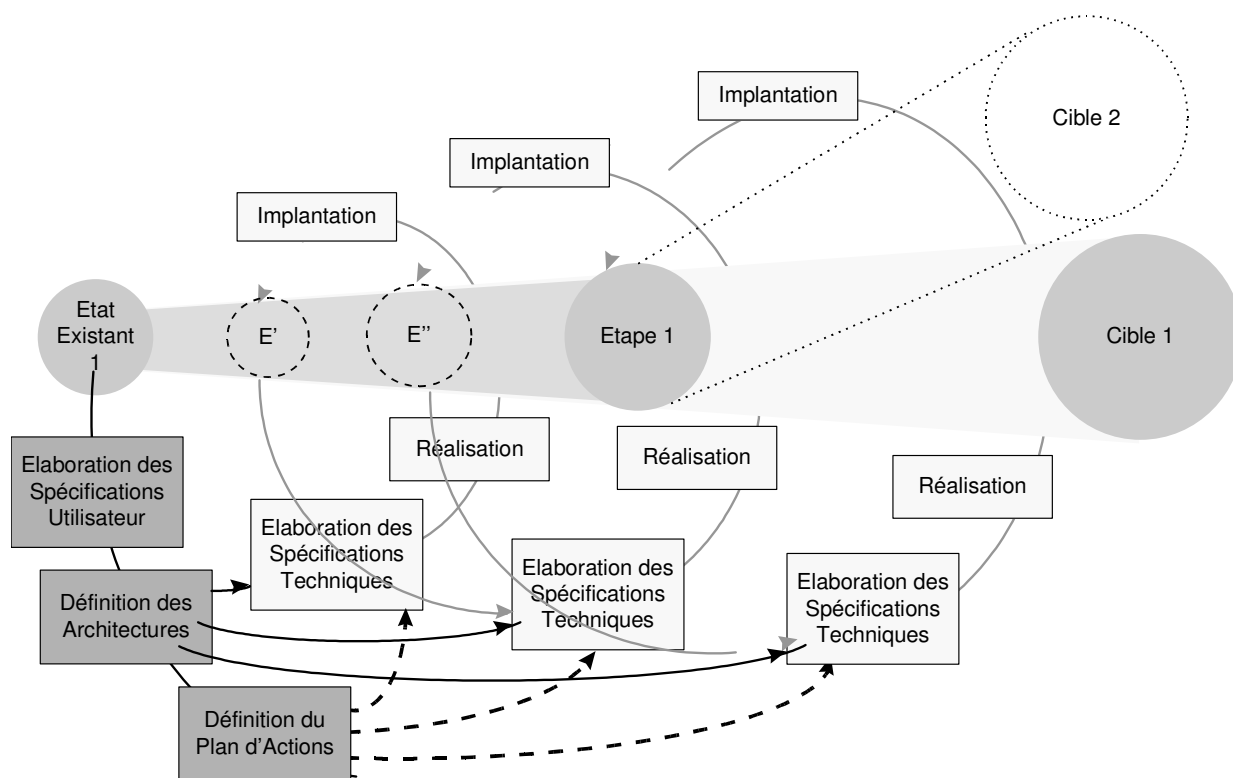 Implantation
Cible 2
Implantation
Implantation
Etat
Existant
1
E'
E''
Etape 1
Cible 1
Réalisation
Réalisation
Réalisation
Elaboration des
Spécifications
Utilisateur
Elaboration des
Spécifications
Techniques
Elaboration des
Spécifications
Techniques
Elaboration des
Spécifications
Techniques
Définition des
Architectures
Définition du
Plan d'Actions